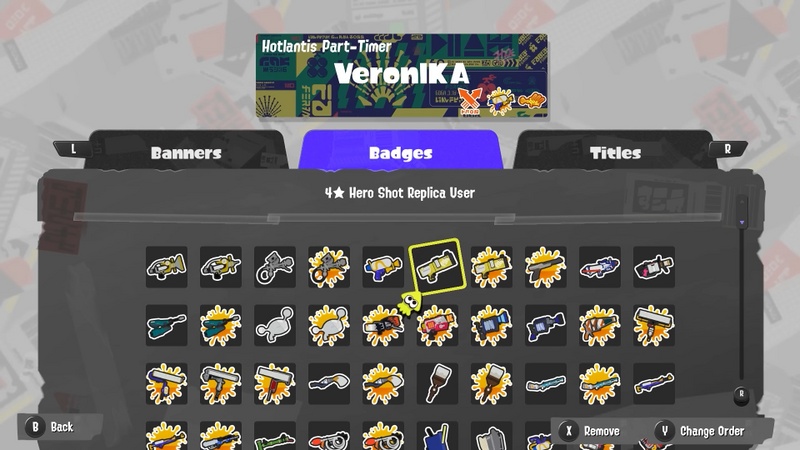 Hotlantis Part-Timer
VeronIKA
L
Banners
Badges
Titles
R
4★ Hero Shot Replica User
R
B Back
X Remove
Y Change Order